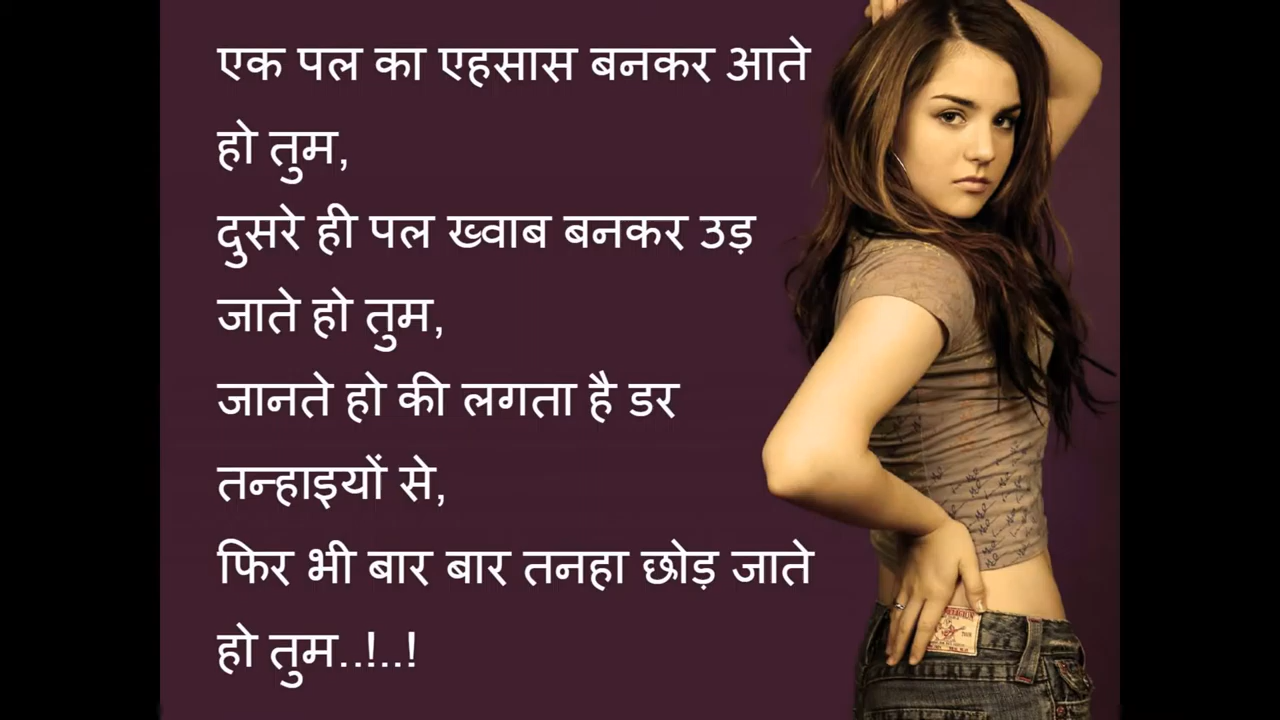 एक पल का एहसास बनकर आते
हो तुम,
दुसरे ही पल ख्वाब बनकर उड़
जाते हो तुम,
जानते हो की लगता है डर
तन्हाइयों से,
फिर भी बार बार तनहा छोड़ जाते
हो तुम..!..!